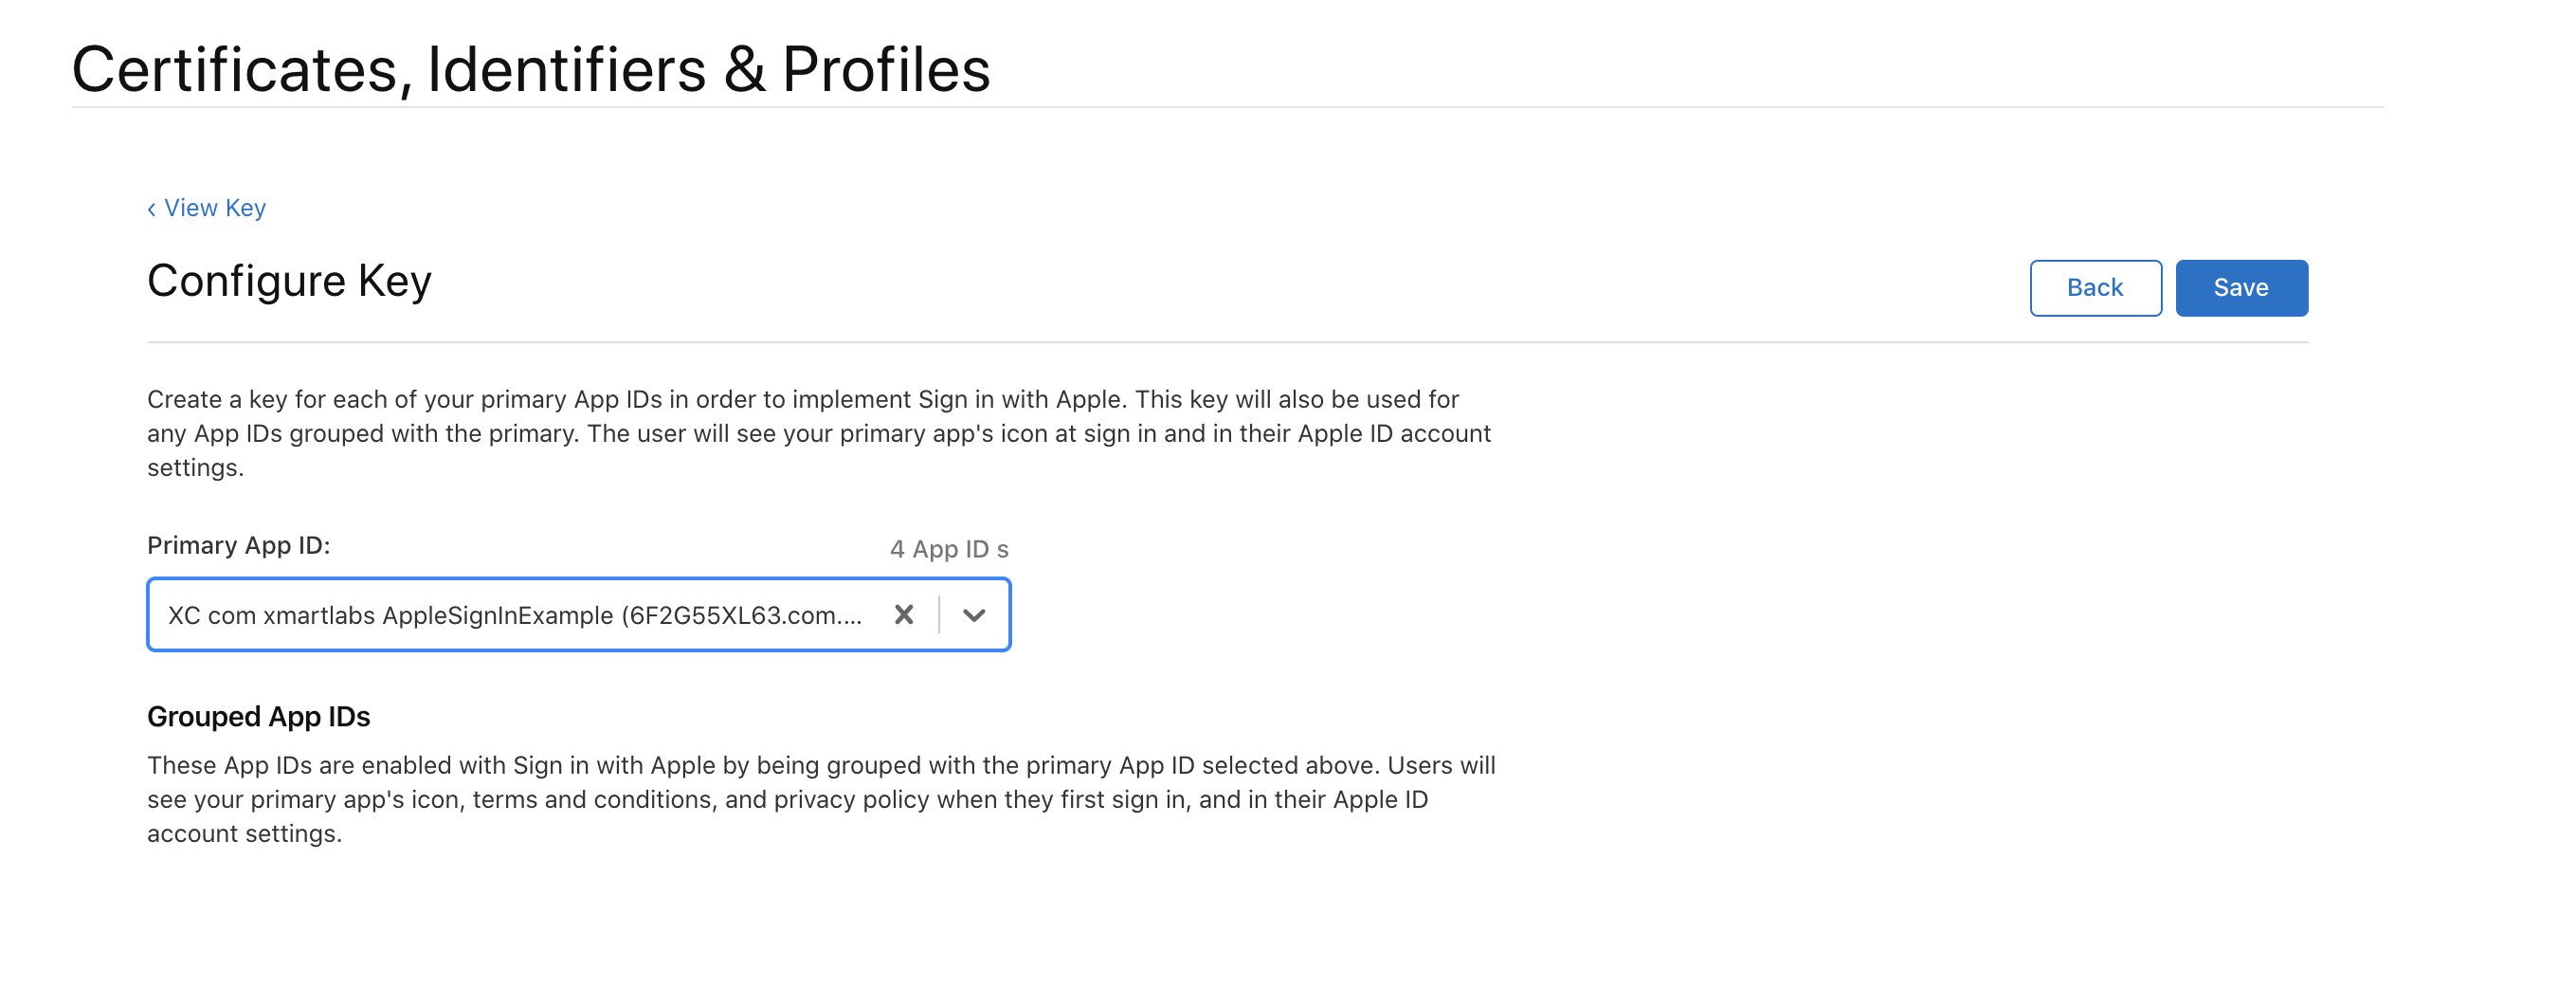 Certificates, Identifiers & Profiles
‹ View Key
Configure Key
Back
Save
Create a key for each of your primary App IDs in order to implement Sign in with Apple. This key will also be used for
any App IDs grouped with the primary. The user will see your primary app's icon at sign in and in their Apple ID account
settings.
Primary App ID:
4 App ID s
XC com xmartlabs AppleSignInExample (6F2G55XL63.com....
Grouped App IDs
These App IDs are enabled with Sign in with Apple by being grouped with the primary App ID selected above. Users will
see your primary app's icon, terms and conditions, and privacy policy when they first sign in, and in their Apple ID
account settings.